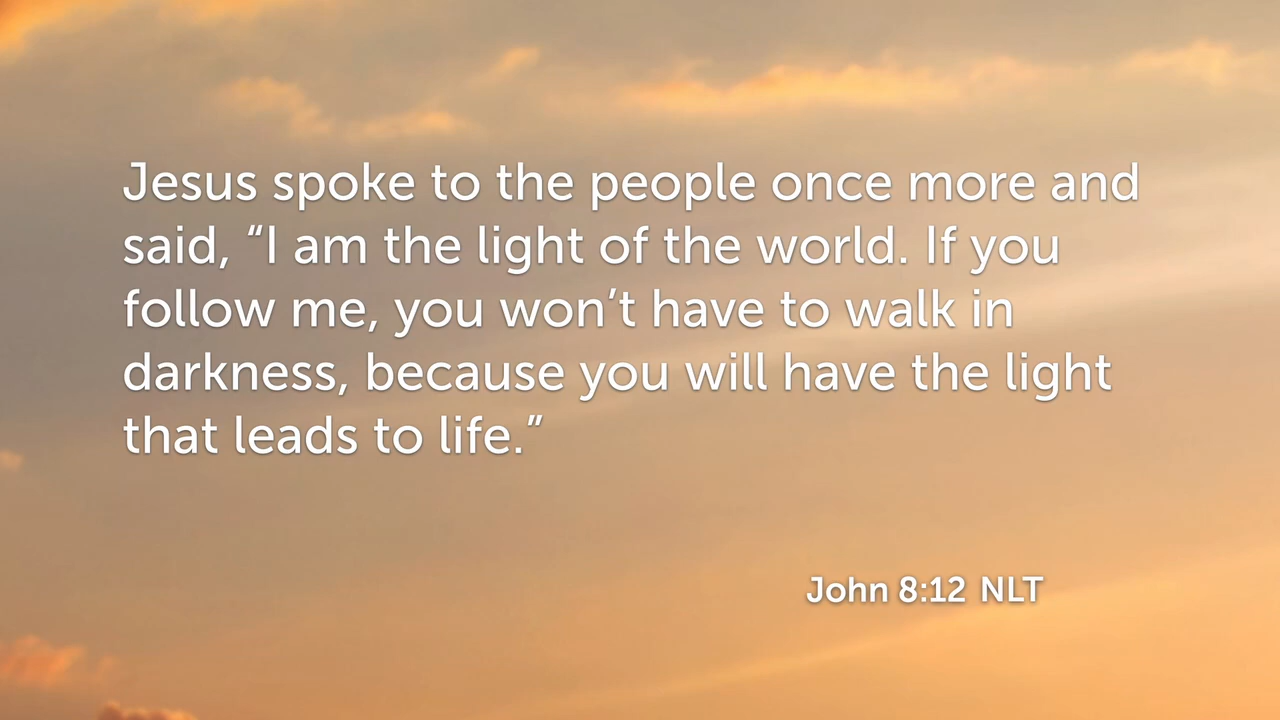 Jesus spoke to the people once more and
said, “I am the light of the world. If you
follow me, you won’t have to walk in
darkness, because you will have the light
that leads to life.”
John 8:12 NLT